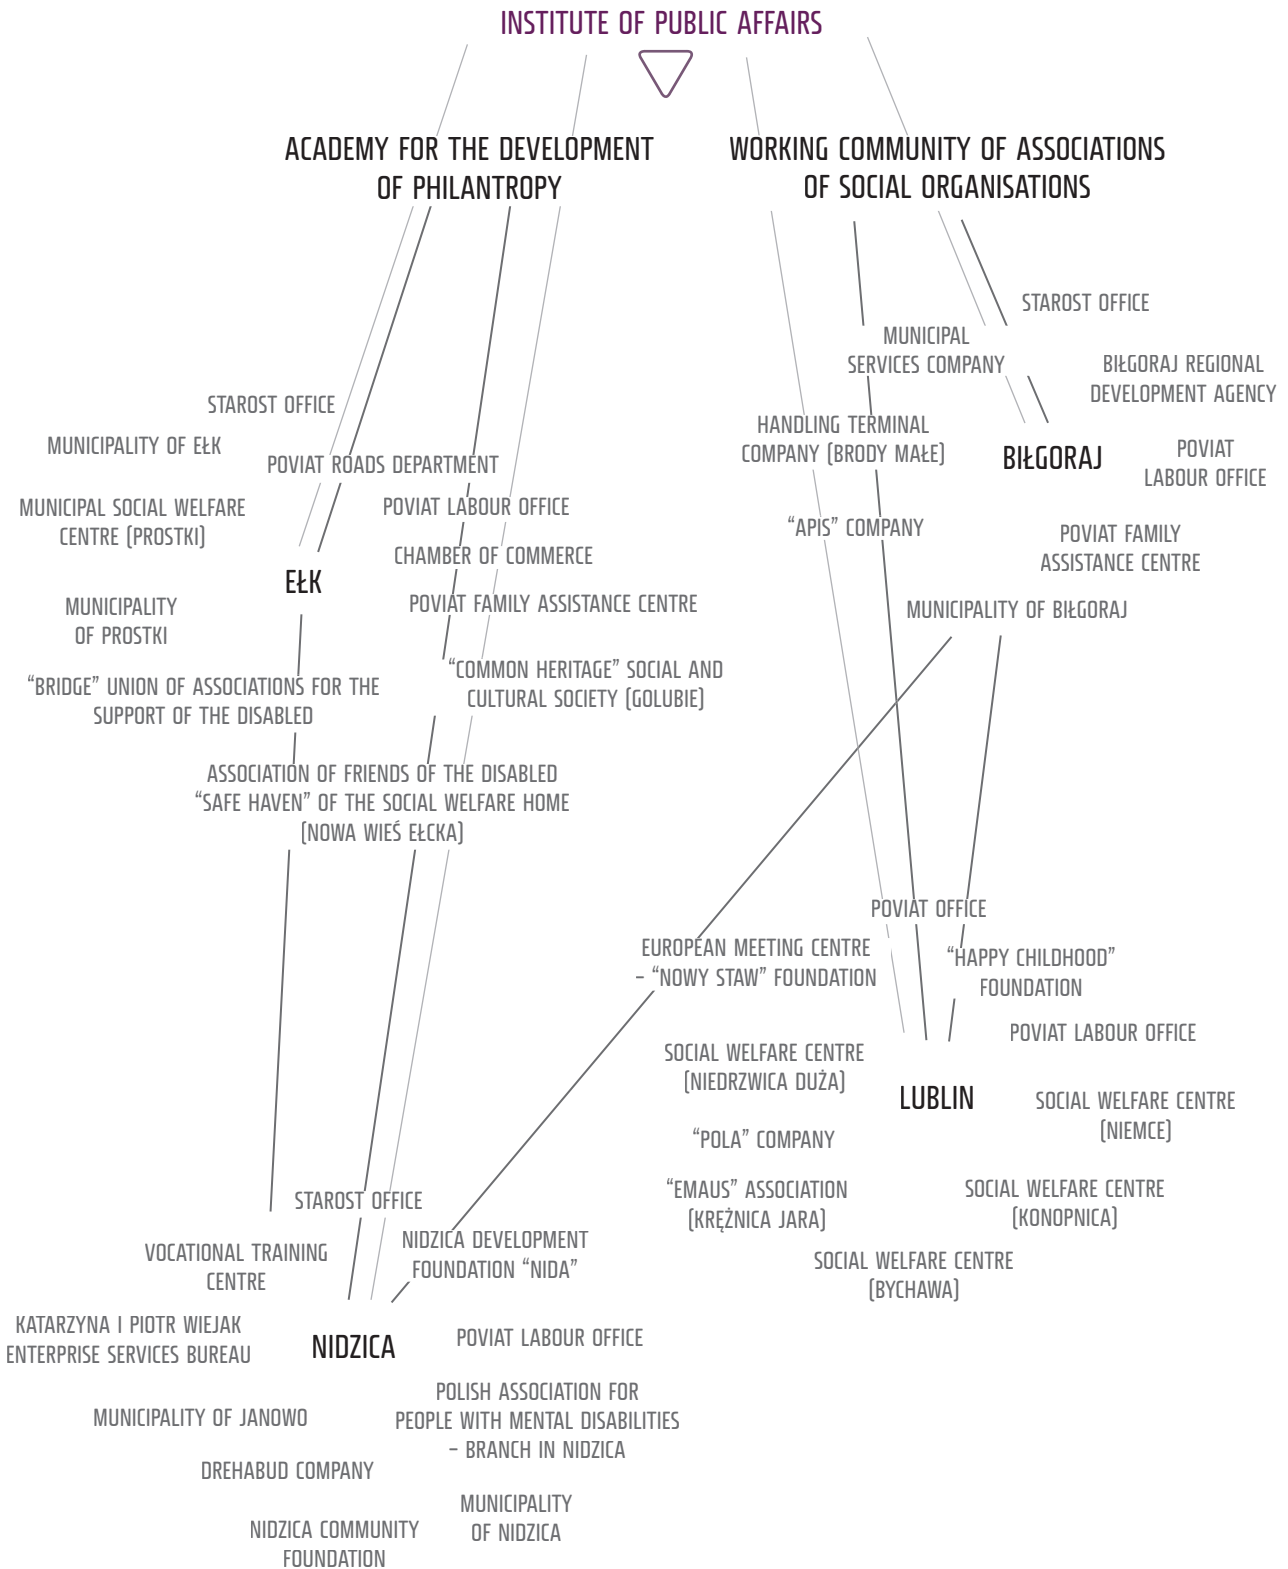 INSTITUTE OF PUBLIC AFFAIRS
ACADEMY FOR THE DEVELOPMENT
OF PHILANTROPY
WORKING COMMUNITY OF ASSOCIATIONS
OF SOCIAL ORGANISATIONS
STAROST OFFICE
MUNICIPALITY OF EŁK
POVIAT ROADS DEPARTMENT
MUNICIPAL SOCIAL WELFARE
CENTRE (PROSTKI)
POVIAT LABOUR OFFICE
CHAMBER OF COMMERCE
EŁK
MUNICIPALITY
OF PROSTKI
POVIAT FAMILY ASSISTANCE CENTRE
“BRIDGE” UNION OF ASSOCIATIONS FOR THE
SUPPORT OF THE DISABLED
“COMMON HERITAGE” SOCIAL AND
CULTURAL SOCIETY (GOLUBIE)
ASSOCIATION OF FRIENDS OF THE DISABLED
“SAFE HAVEN” OF THE SOCIAL WELFARE HOME
(NOWA WIEŚ EŁCKA)
STAROST OFFICE
MUNICIPAL
SERVICES COMPANY
BIŁGORAJ REGIONAL
DEVELOPMENT AGENCY
HANDLING TERMINAL
COMPANY (BRODY MAŁE)
BIŁGORAJ
POVIAT
LABOUR OFFICE
“APIS” COMPANY
POVIAT FAMILY
ASSISTANCE CENTRE
MUNICIPALITY OF BIŁGORAJ
POVIAT OFFICE
EUROPEAN MEETING CENTRE
– “NOWY STAW” FOUNDATION
“HAPPY CHILDHOOD”
FOUNDATION
POVIAT LABOUR OFFICE
SOCIAL WELFARE CENTRE
(NIEDRZWICA DUŻA)
LUBLIN
SOCIAL WELFARE CENTRE
(NIEMCE)
“POLA” COMPANY
“EMAUS” ASSOCIATION
(KRĘŻNICA JARA)
SOCIAL WELFARE CENTRE
(KONOPNICA)
SOCIAL WELFARE CENTRE
(BYCHAWA)
STAROST OFFICE
VOCATIONAL TRAINING
CENTRE
NIDZICA DEVELOPMENT
FOUNDATION “NIDA”
KATARZYNA I PIOTR WIEJAK
ENTERPRISE SERVICES BUREAU
NIDZICA
POVIAT LABOUR OFFICE
MUNICIPALITY OF JANOWO
POLISH ASSOCIATION FOR
PEOPLE WITH MENTAL DISABILITIES
– BRANCH IN NIDZICA
DREHABUD COMPANY
MUNICIPALITY
OF NIDZICA
NIDZICA COMMUNITY
FOUNDATION